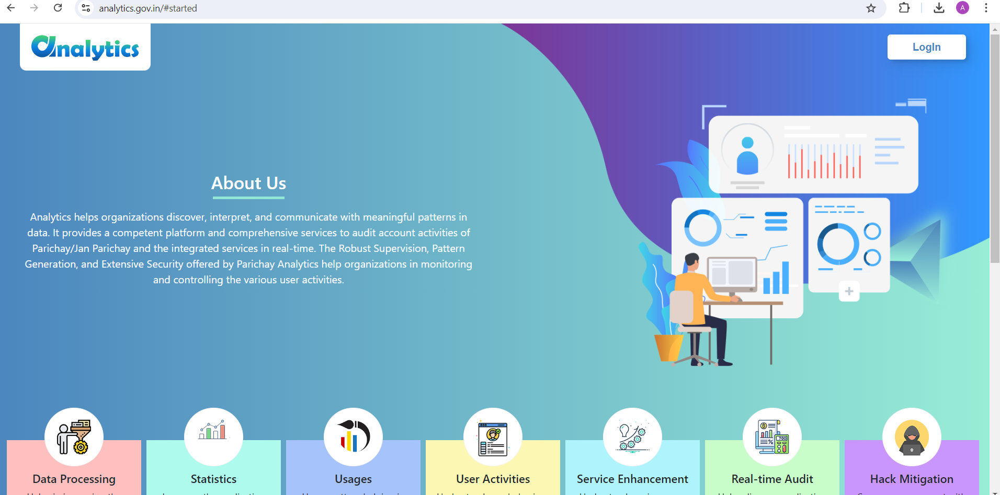 analytics.gov.in/#started
A
analytics
LogIn
About Us
Analytics helps organizations discover, interpret, and communicate with meaningful patterns in
data. It provides a competent platform and comprehensive services to audit account activities of
Parichay/Jan Parichay and the integrated services in real-time. The Robust Supervision, Pattern
Generation, and Extensive Security offered by Parichay Analytics help organizations in monitoring
and controlling the various user activities.
Data Processing
Statistics
Usages
User Activities
Service Enhancement
Real-time Audit
Hack Mitigation